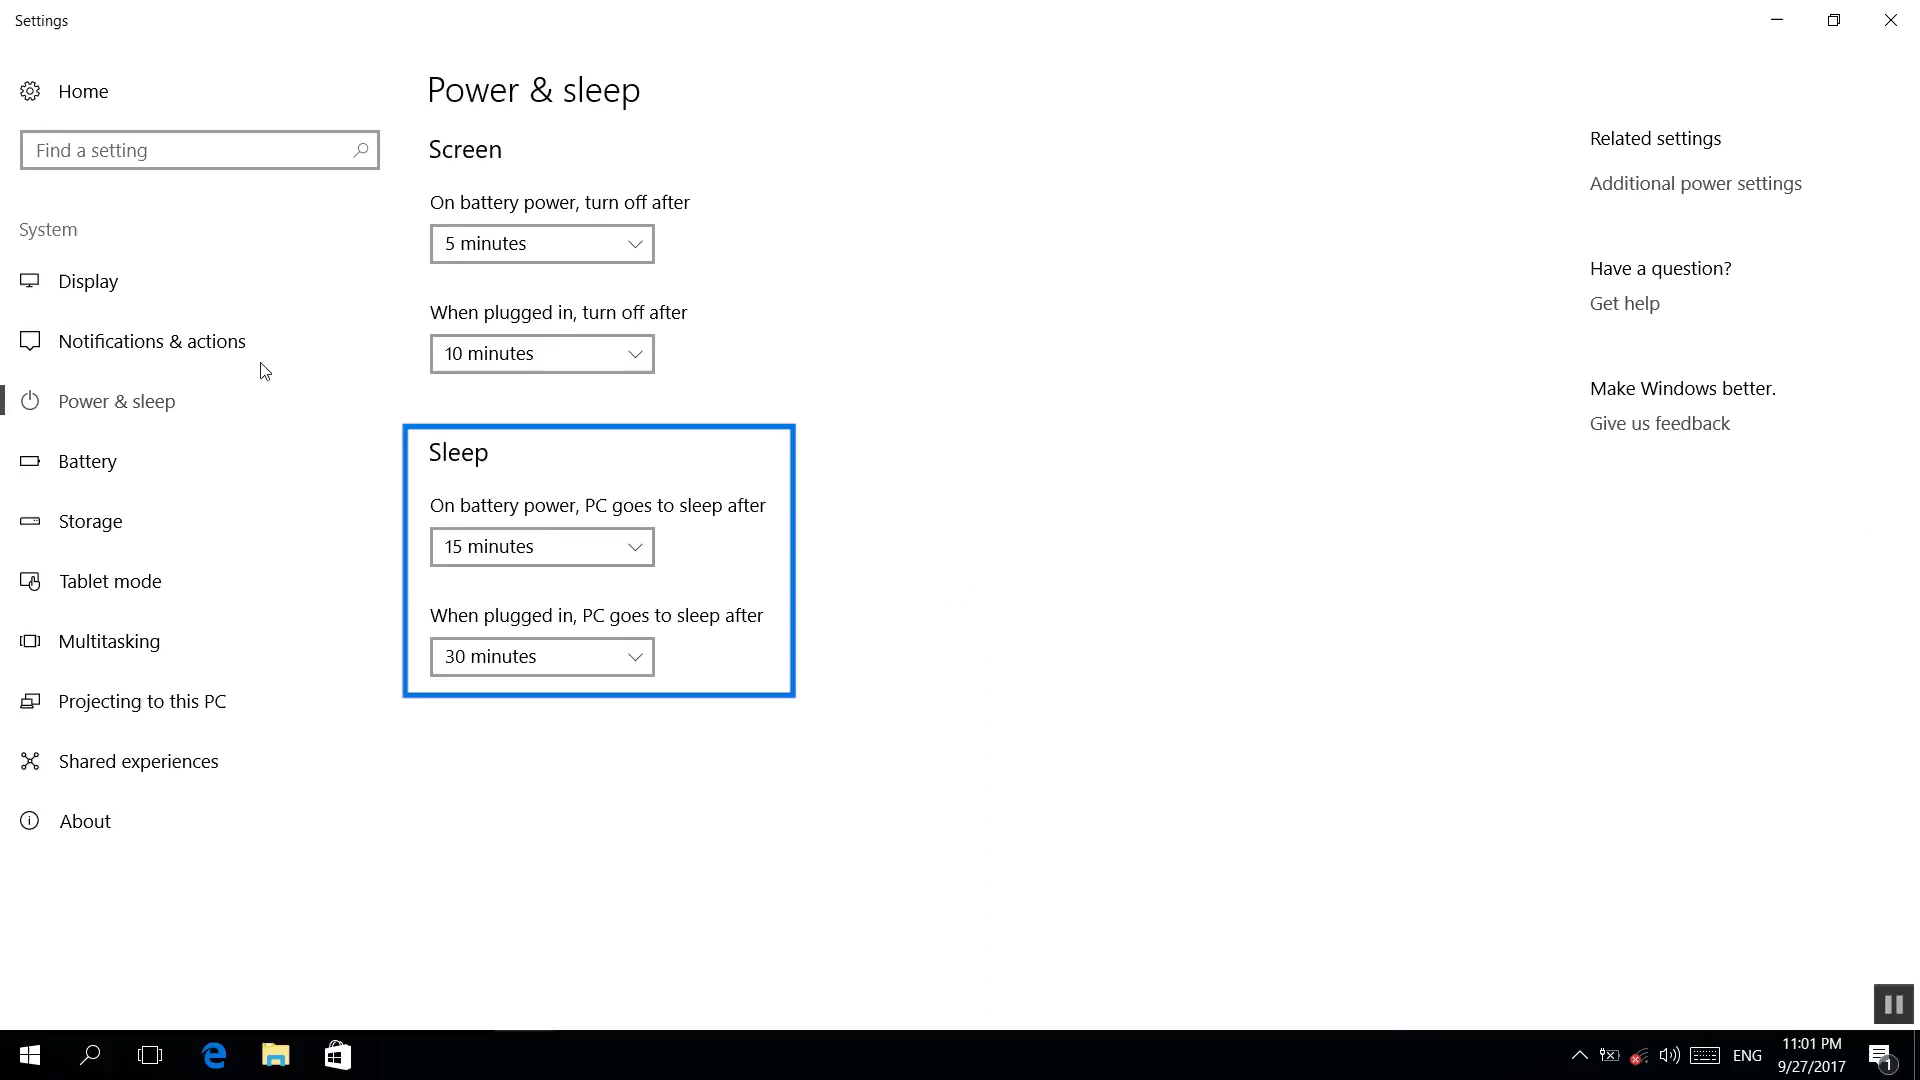 Settings
Home
Find a setting
System
Display
Notifications & actions
Power & sleep
Battery
Storage
Tablet mode
Multitasking
Projecting to this PC
Shared experiences
About
Power & sleep
Screen
On battery power, turn off after
5 minutes
When plugged in, turn off after
10 minutes
Sleep
On battery power, PC goes to sleep after
15 minutes
When plugged in, PC goes to sleep after
30 minutes
Related settings
Additional power settings
Have a question?
Get help
Make Windows better.
Give us feedback
ENG
11:01 PM
9/27/2017
1